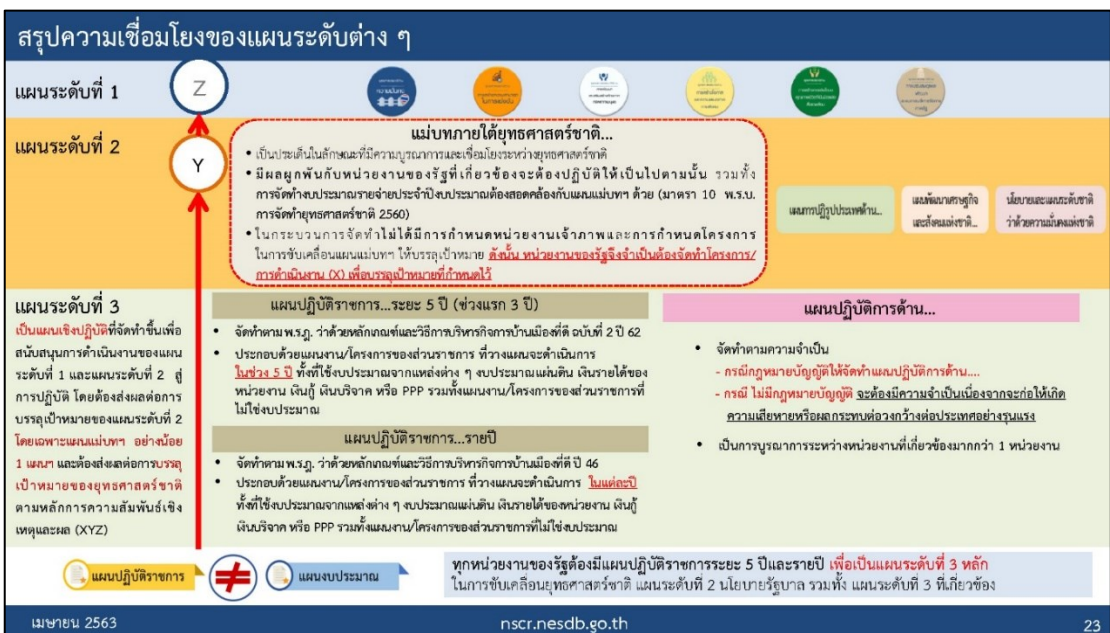 สรุปความเชื่อมโยงของแผนระดับต่าง ๆ
แผนระดับที่ 1
Z
ความมั่นคง
แผนระดับที่ 2
Y
แม่บทภายใต้ยุทธศาสตร์ชาติ...
• เป็นประเด็นในลักษณะที่มีความบูรณาการและเชื่อมโยงระหว่างยุทธศาสตร์ชาติ
• มีผลผูกพันกับหน่วยงานของรัฐที่เกี่ยวข้องจะต้องปฏิบัติให้เป็นไปตามนั้น รวมทั้ง
การจัดทำงบประมาณรายจ่ายประจำปีงบประมาณต้องสอดคล้องกับแผนแม่บทฯ ด้วย (มาตรา 10 พ.ร.บ.
การจัดทำยุทธศาสตร์ชาติ 2560)
• ในกระบวนการจัดทำไม่ได้มีการกำหนดหน่วยงานเจ้าภาพและการกำหนดโครงการ
ในการขับเคลื่อนแผนแม่บทฯ ให้บรรลุเป้าหมาย ดังนั้น หน่วยงานของรัฐจึงจำเป็นต้องจัดทำโครงการ/
การดำเนินงาน (X) เพื่อบรรลุเป้าหมายที่กำหนดไว้
แผนการปฏิรูปประเทศด้าน...
แผนพัฒนาเศรษฐกิจ
และสังคมแห่งชาติ...
นโยบายและแผนระดับชาติ
ว่าด้วยความมั่นคงแห่งชาติ
แผนระดับที่ 3
เป็นแผนเชิงปฏิบัติที่จัดทำขึ้นเพื่อ
สนับสนุนการดำเนินงานของแผน
ระดับที่ 1 และแผนระดับที่ 2 สู่
การปฏิบัติ โดยต้องส่งผลต่อการ
บรรลุเป้าหมายของแผนระดับที่ 2
โดยเฉพาะแผนแม่บทฯ อย่างน้อย
1 แผนฯ และต้องส่งผลต่อการบรรลุ
เป้าหมายของยุทธศาสตร์ชาติ
ตามหลักการความสัมพันธ์เชิง
เหตุและผล (XYZ)
แผนปฏิบัติราชการ...ระยะ 5 ปี (ช่วงแรก 3 ปี)
• จัดทำตาม พ.ร.ฎ. ว่าด้วยหลักเกณฑ์และวิธีการบริหารกิจการบ้านเมืองที่ดี ฉบับที่ 2 ปี 62
• ประกอบด้วยแผนงาน/โครงการของส่วนราชการ ที่วางแผนจะดำเนินการ
ในช่วง 5 ปี ทั้งที่ใช้งบประมาณจากแหล่งต่าง ๆ งบประมาณแผ่นดิน เงินรายได้ของ
หน่วยงาน เงินกู้ เงินบริจาค หรือ PPP รวมทั้งแผนงาน/โครงการของส่วนราชการที่
ไม่ใช้งบประมาณ
แผนปฏิบัติราชการ...รายปี
• จัดทำตาม พ.ร.ฎ. ว่าด้วยหลักเกณฑ์และวิธีการบริหารกิจการบ้านเมืองที่ดี ปี 46
• ประกอบด้วยแผนงาน/โครงการของส่วนราชการ ที่วางแผนจะดำเนินการ ในแต่ละปี
ทั้งที่ใช้งบประมาณจากแหล่งต่าง ๆ งบประมาณแผ่นดิน เงินรายได้ของหน่วยงาน เงินกู้
เงินบริจาค หรือ PPP รวมทั้งแผนงาน/โครงการของส่วนราชการที่ไม่ใช้งบประมาณ
แผนปฏิบัติการด้าน...
• จัดทำตามความจำเป็น
- กรณีกฎหมายบัญญัติให้จัดทำแผนปฏิบัติการด้าน....
- กรณี ไม่มีกฎหมายบัญญัติ จะต้องมีความจำเป็นเนื่องจากจะก่อให้เกิด
ความเสียหายหรือผลกระทบต่อวงกว้างต่อประเทศอย่างรุนแรง
• เป็นการบูรณาการระหว่างหน่วยงานที่เกี่ยวข้องมากกว่า 1 หน่วยงาน
แผนปฏิบัติราชการ
≠
แผนงบประมาณ
ทุกหน่วยงานของรัฐต้องมีแผนปฏิบัติราชการระยะ 5 ปีและรายปี เพื่อเป็นแผนระดับที่ 3 หลัก
ในการขับเคลื่อนยุทธศาสตร์ชาติ แผนระดับที่ 2 นโยบายรัฐบาล รวมทั้ง แผนระดับที่ 3 ที่เกี่ยวข้อง
เมษายน 2563
nscr.nesdb.go.th
23